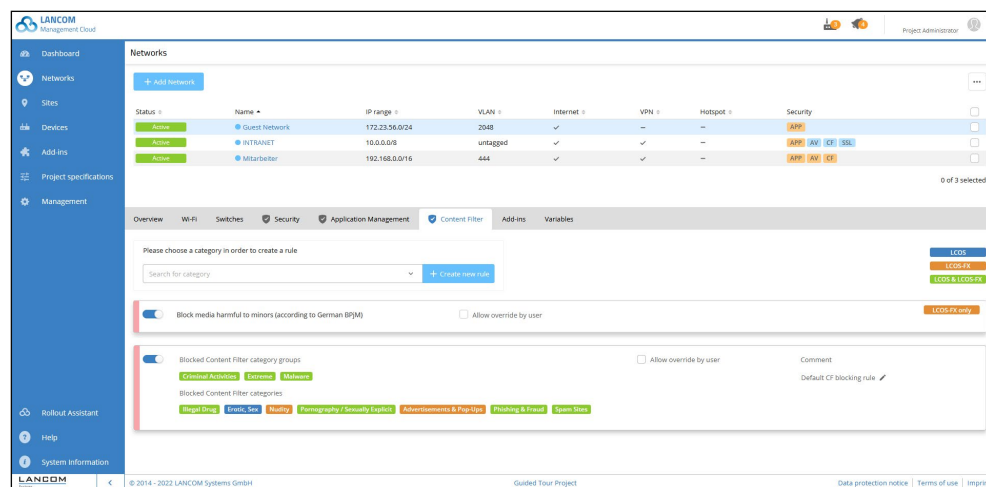 LANCOM
Management Cloud
3
4
Project Administrator
Dashboard
Networks
Sites
Devices
Add-ins
Project specifications
Management
Rollout Assistant
Help
System Information
LANCOM
Networks
+ Add Network
...
Status Name IP range VLAN Internet VPN Hotspot Security
Active Guest Network 172.23.56.0/24 2048 ✓ – – APP
Active INTRANET 10.0.0.0/8 untagged ✓ ✓ – APP AV CF SSL
Active Mitarbeiter 192.168.0.0/16 444 ✓ ✓ – APP AV CF
0 of 3 selected
Overview Wi-Fi Switches Security Application Management Content Filter Add-ins Variables
Please choose a category in order to create a rule
Search for category + Create new rule
LCOS
LCOS-FX
LCOS & LCOS-FX
Block media harmful to minors (according to German BPjM) Allow override by user LCOS-FX only
Blocked Content Filter category groups Allow override by user Comment
Criminal Activities Extreme Malware Default CF blocking rule
Blocked Content Filter categories
Illegal Drug Erotic, Sex Nudity Pornography / Sexually Explicit Advertisements & Pop-Ups Phishing & Fraud Spam Sites
< © 2014 - 2022 LANCOM Systems GmbH Guided Tour Project Data protection notice | Terms of use | Imprin